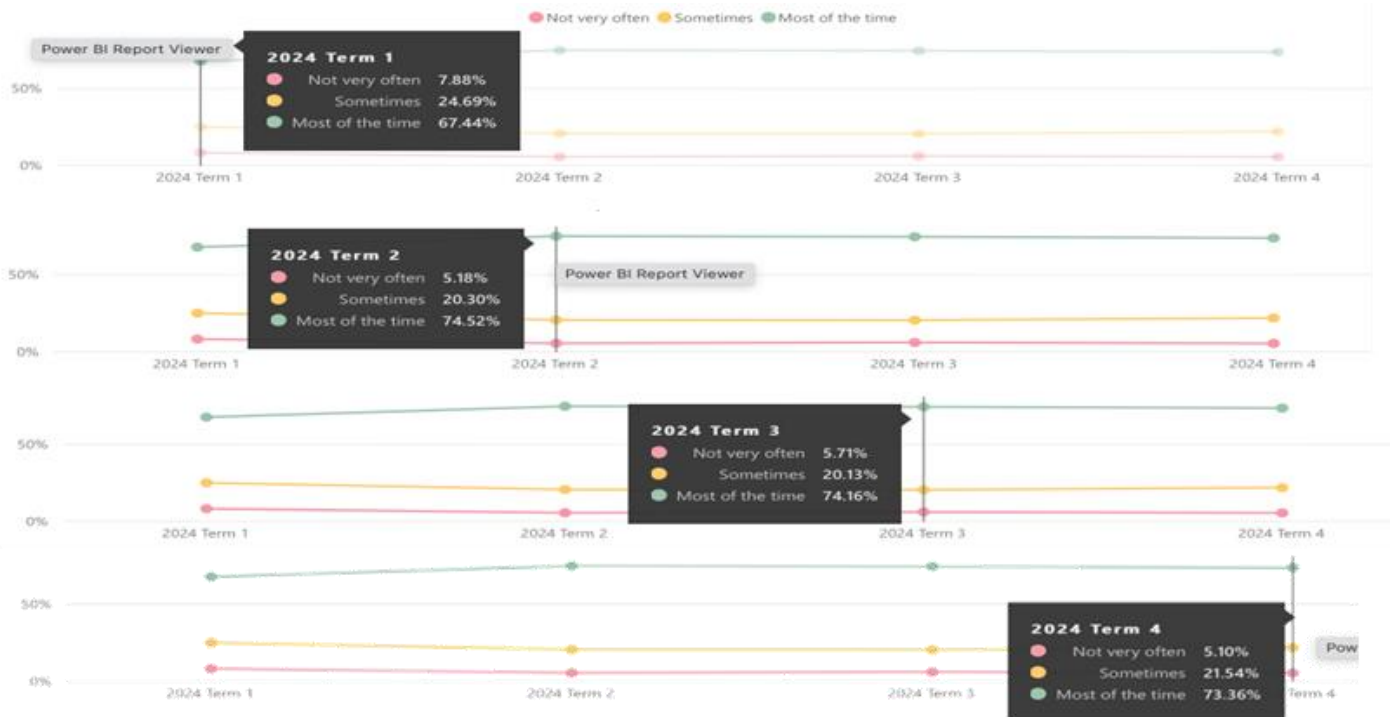 Not very often Sometimes Most of the time
Power BI Report Viewer
2024 Term 1
Not very often 7.88%
Sometimes 24.69%
Most of the time 67.44%
50%
0%
2024 Term 1 2024 Term 2 2024 Term 3 2024 Term 4
2024 Term 2
Not very often 5.18%
Sometimes 20.30%
Most of the time 74.52%
Power BI Report Viewer
50%
0%
2024 Term 1 2024 Term 2 2024 Term 3 2024 Term 4
2024 Term 3
Not very often 5.71%
Sometimes 20.13%
Most of the time 74.16%
50%
0%
2024 Term 1 2024 Term 2 2024 Term 3 2024 Term 4
50%
2024 Term 4
Not very often 5.10%
Sometimes 21.54%
Most of the time 73.36%
Pow
0%
2024 Term 1 2024 Term 2 2024 Term 3 Term 4